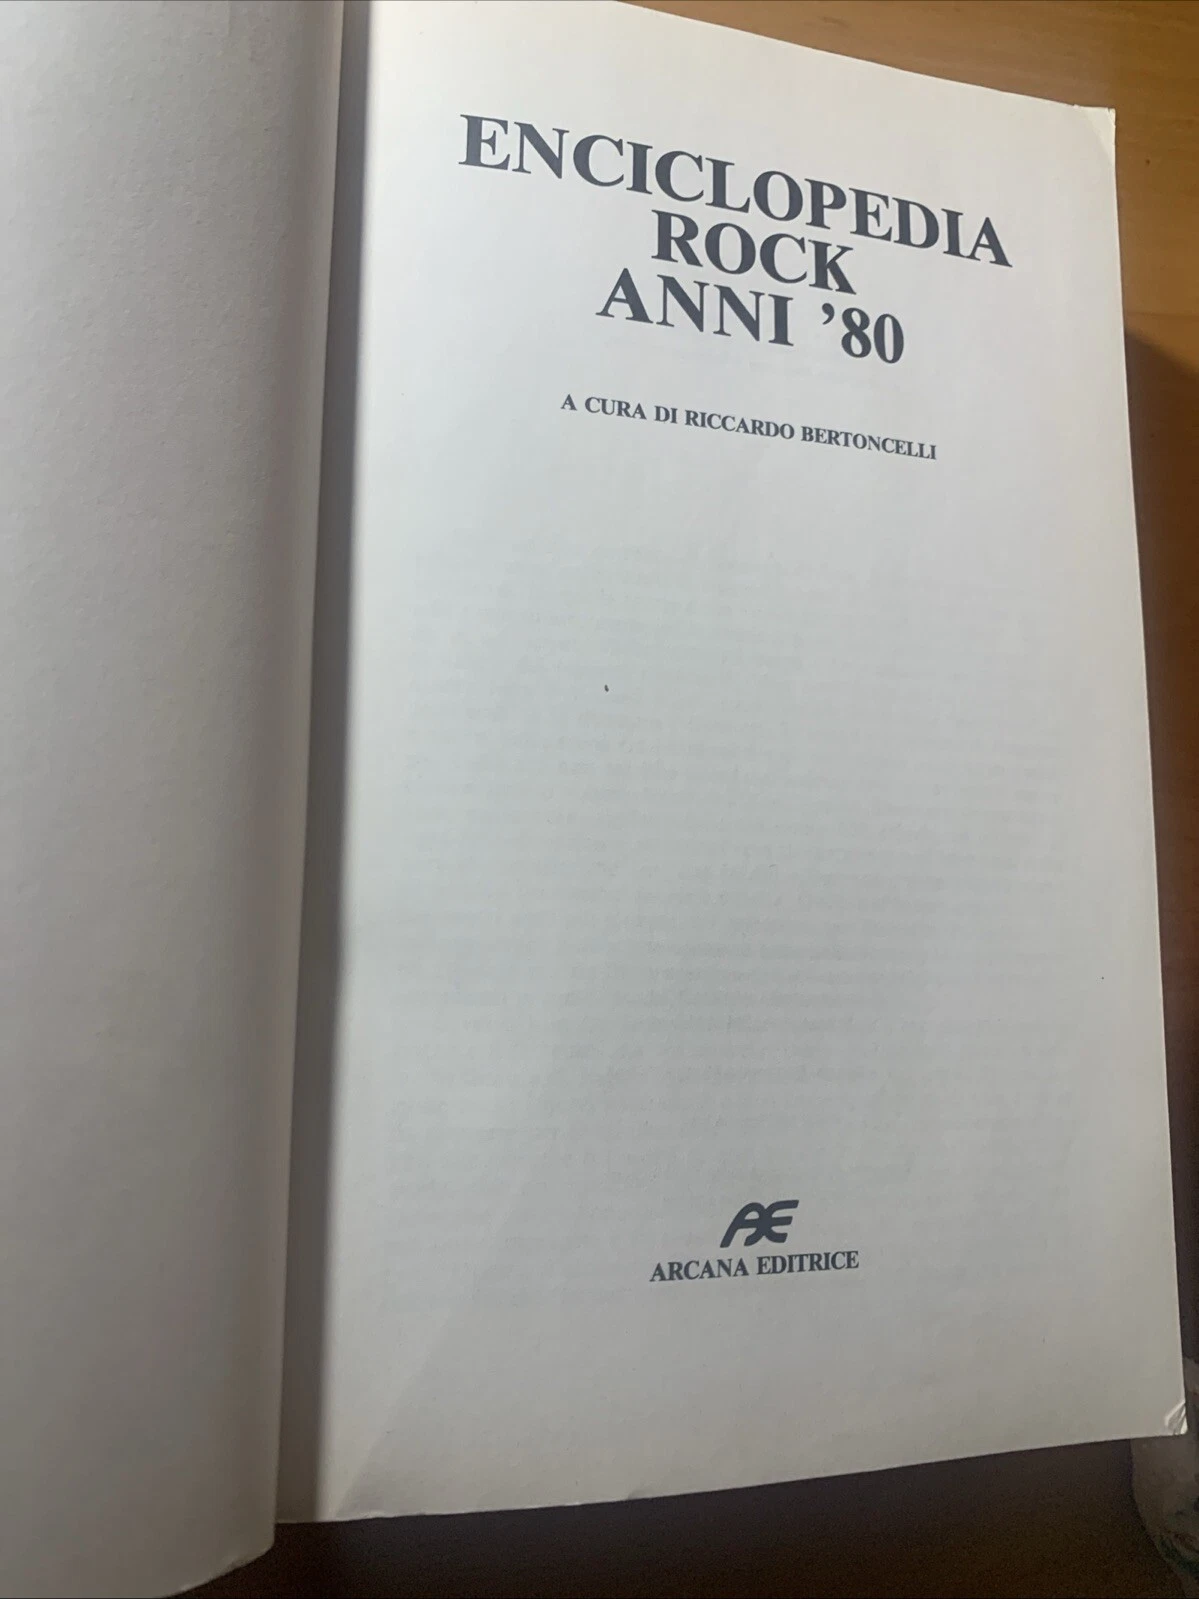 ENCICLOPEDIA
ROCK
ANNI ’80
A CURA DI RICCARDO BERTONCELLI
AE
ARCANA EDITRICE